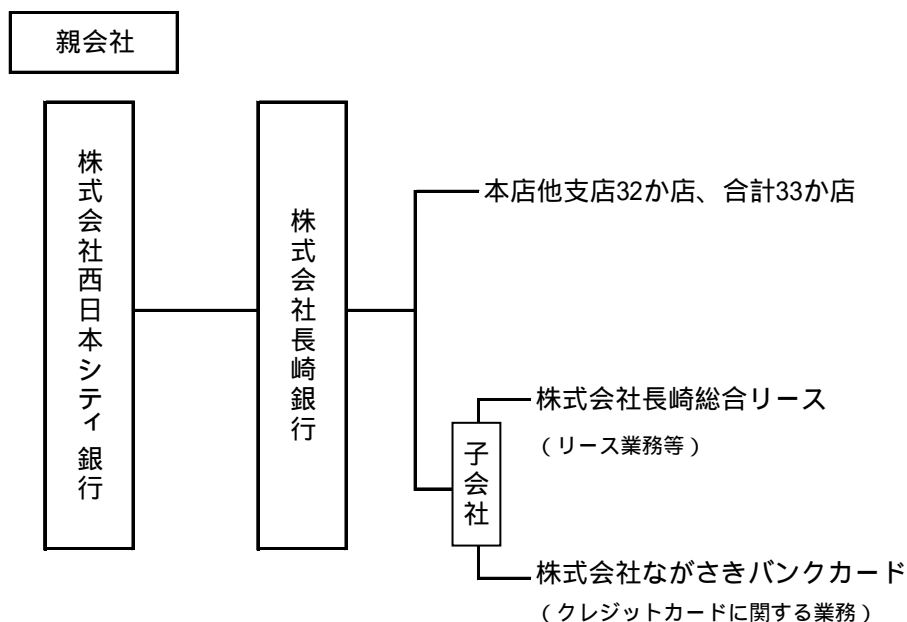 親会社
株式会社西日本シティ銀行
株式会社長崎銀行
本店他支店32か店、合計33か店
子会社
株式会社長崎総合リース
（リース業務等）
株式会社ながさきバンクカード
（クレジットカードに関する業務）